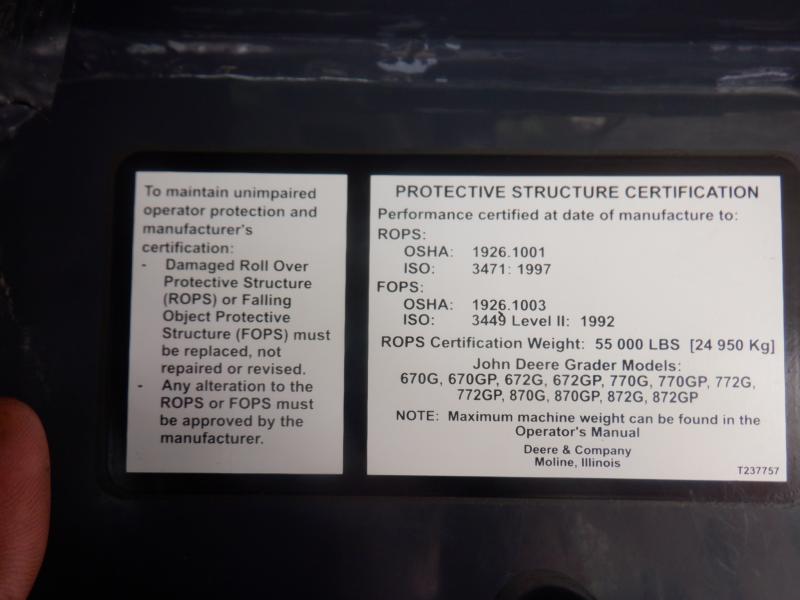 To maintain unimpaired
operator protection and
manufacturer's
certification:
- Damaged Roll Over
Protective Structure
(ROPS) or Falling
Object Protective
Structure (FOPS) must
be replaced, not
repaired or revised.
- Any alteration to the
ROPS or FOPS must
be approved by the
manufacturer.
PROTECTIVE STRUCTURE CERTIFICATION
Performance certified at date of manufacture to:
ROPS:
OSHA: 1926.1001
ISO: 3471: 1997
FOPS:
OSHA: 1926.1003
ISO: 3449 Level II: 1992
ROPS Certification Weight: 55 000 LBS [24 950 Kg]
John Deere Grader Models:
670G, 670GP, 672G, 672GP, 770G, 770GP, 772G,
772GP, 870G, 870GP, 872G, 872GP
NOTE: Maximum machine weight can be found in the
Operator's Manual
Deere & Company
Moline, Illinois
T237757